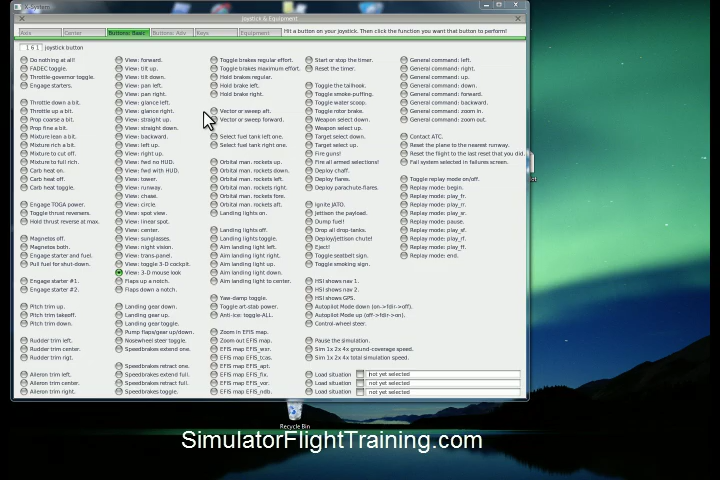 X-System
Joystick & Equipment
Axis
Center
Buttons: Basic
Buttons: Adv
Keys
Equipment
Hit a button on your joystick. Then click the function you want that button to perform!
161 joystick button
Do nothing at all!
FADEC toggle.
Throttle-governor toggle.
Engage starters.
Throttle down a bit.
Throttle up a bit.
Prop coarse a bit.
Prop fine a bit.
Mixture lean a bit.
Mixture rich a bit.
Mixture to cut off.
Mixture to full rich.
Carb heat on.
Carb heat off.
Carb heat toggle.
Engage TOGA power.
Toggle thrust reversers.
Hold thrust reverse at max.
Magnetos off.
Magnetos both.
Engage starter and fuel.
Pull fuel for shut-down.
Engage starter #1.
Engage starter #2.
Pitch trim up.
Pitch trim takeoff.
Pitch trim down.
Rudder trim left.
Rudder trim center.
Rudder trim right.
Aileron trim left.
Aileron trim center.
Aileron trim right.
View: forward.
View: tilt up.
View: tilt down.
View: pan left.
View: pan right.
View: glance left.
View: glance right.
View: straight up.
View: straight down.
View: backward.
View: left up.
View: right up.
View: fwd no HUD.
View: fwd with HUD.
View: tower.
View: runway.
View: chase.
View: circle.
View: spot view.
View: linear spot.
View: center.
View: sunglasses.
View: night vision.
View: trans-panel.
View: toggle 3-D cockpit.
View: 3-D mouse look
Flaps up a notch.
Flaps down a notch.
Landing gear down.
Landing gear up.
Landing gear toggle.
Pump flaps/gear up/down.
Nosewheel steer toggle.
Speedbrakes extend one.
Speedbrakes retract one.
Speedbrakes extend full.
Speedbrakes retract full.
Speedbrakes toggle.
Toggle brakes regular effort.
Toggle brakes maximum effort.
Hold brakes regular.
Hold brake left.
Hold brake right.
Vector or sweep aft.
Vector or sweep forward.
Select fuel tank left one.
Select fuel tank right one.
Orbital man. rockets up.
Orbital man. rockets down.
Orbital man. rockets left.
Orbital man. rockets right.
Orbital man. rockets fore.
Orbital man. rockets aft.
Landing lights on.
Landing lights off.
Landing lights toggle.
Aim landing light left.
Aim landing light right.
Aim landing light up.
Aim landing light down.
Aim landing light to center.
Yaw-damp toggle.
Toggle art-stab power.
Anti-ice: toggle-ALL.
Zoom in EFIS map.
Zoom out EFIS map.
EFIS map EFIS_wxr.
EFIS map EFIS_tcas.
EFIS map EFIS_apt.
EFIS map EFIS_fix.
EFIS map EFIS_vor.
EFIS map EFIS_ndb.
Start or stop the timer.
Reset the timer.
Toggle the tailhook.
Toggle smoke-puffing.
Toggle water scoop.
Toggle rotor brake.
Weapon select down.
Weapon select up.
Target select down.
Target select up.
Fire guns!
Fire all armed selections!
Deploy chaff.
Deploy flares.
Deploy parachute-flares.
Ignite JATO.
Jettison the payload.
Dump fuel!
Drop all drop-tanks.
Deploy/jettison chute!
Eject!
Toggle seatbelt sign.
Toggle smoking sign.
HSI shows nav 1.
HSI shows nav 2.
HSI shows GPS.
Autopilot Mode down (on->fdir->off).
Autopilot Mode up (off->fdir->on).
Control-wheel steer.
Pause the simulation.
Sim 1x 2x 4x ground-coverage speed.
Sim 1x 2x 4x total simulation speed.
Load situation not yet selected
Load situation not yet selected
Load situation not yet selected
General command: left.
General command: right.
General command: up.
General command: down.
General command: forward.
General command: backward.
General command: zoom in.
General command: zoom out.
Contact ATC.
Reset the plane to the nearest runway.
Reset the flight to the last reset that you did.
Fail system selected in failures screen.
Toggle replay mode on/off.
Replay mode: begin.
Replay mode: play_fr.
Replay mode: play_rr.
Replay mode: play_sr.
Replay mode: pause.
Replay mode: play_sf.
Replay mode: play_rf.
Replay mode: play_ff.
Replay mode: end.
Recycle Bin
SimulatorFlightTraining.com